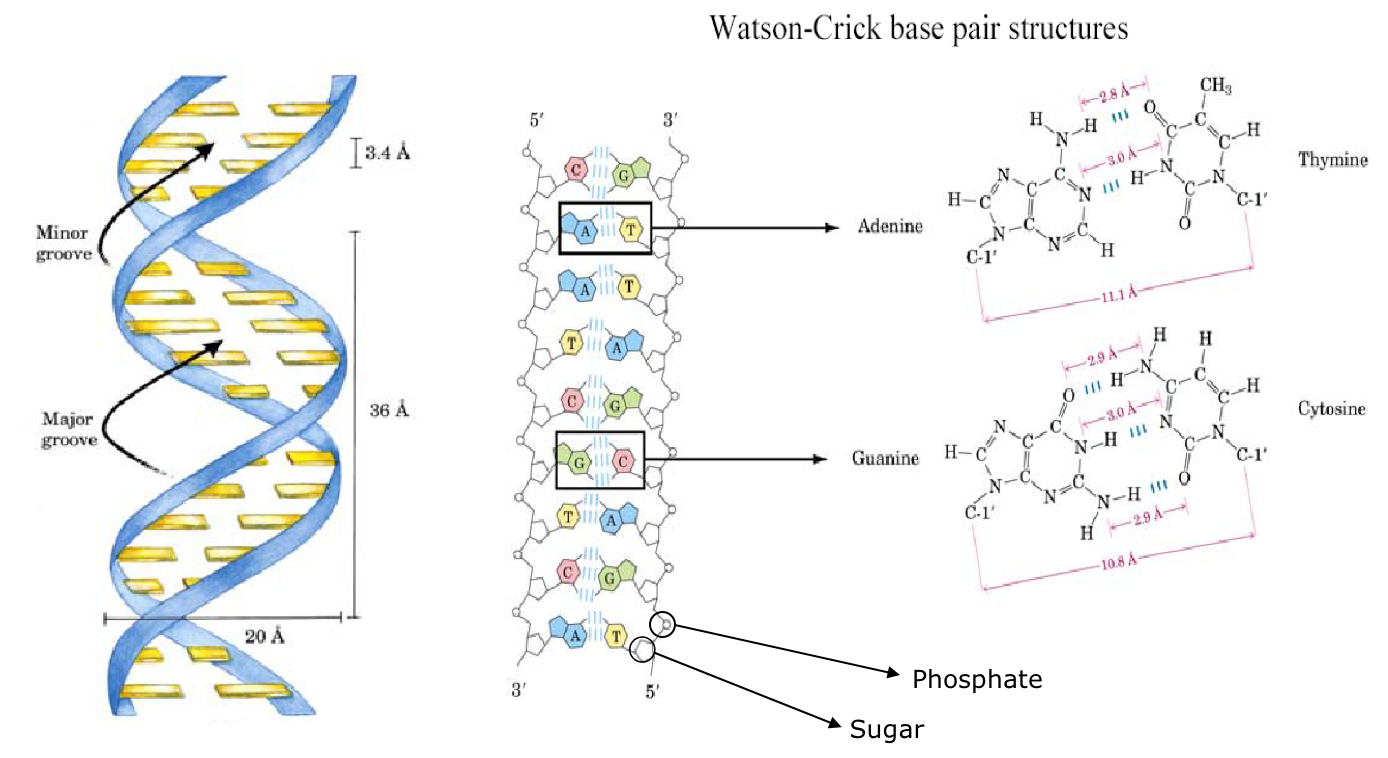 Watson-Crick base pair structures
3.4 Å
Minor
groove
Major
groove
36 Å
20 Å
5′ 3′
C G
A T
A T
T A
C G
G C
T A
C G
A T
3′ 5′
Phosphate
Sugar
Adenine
Thymine
2.8 Å
CH₃
H H O C C H
3.0 Å
N C N H C C H
H C N C N N C N C-1′
C N C H O
C-1′
11.1 Å
Guanine
Cytosine
2.9 Å
H H
O H N C C H
3.0 Å
N C N H N C C H
H C C C N C-1′
N C N C N H O
C-1′ H
2.9 Å
10.8 Å